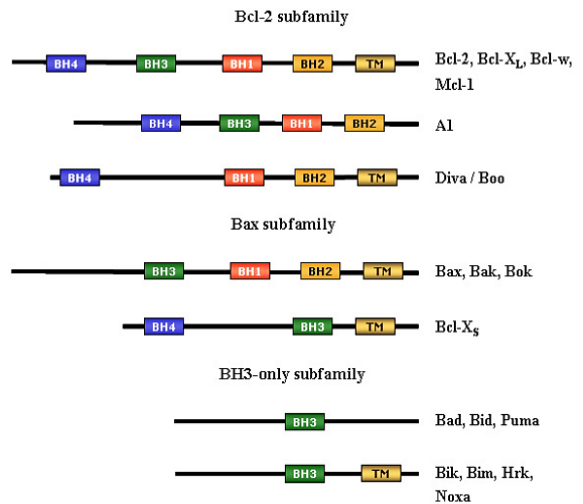 Bcl-2 subfamily
BH4 BH3 BH1 BH2 TM Bcl-2, Bcl-X_L, Bcl-w,
Mcl-1
BH4 BH3 BH1 BH2 A1
BH4 BH1 BH2 TM Diva / Boo
Bax subfamily
BH3 BH1 BH2 TM Bax, Bak, Bok
BH4 BH3 TM Bcl-X_S
BH3-only subfamily
BH3 Bad, Bid, Puma
BH3 TM Bik, Bim, Hrk,
Noxa